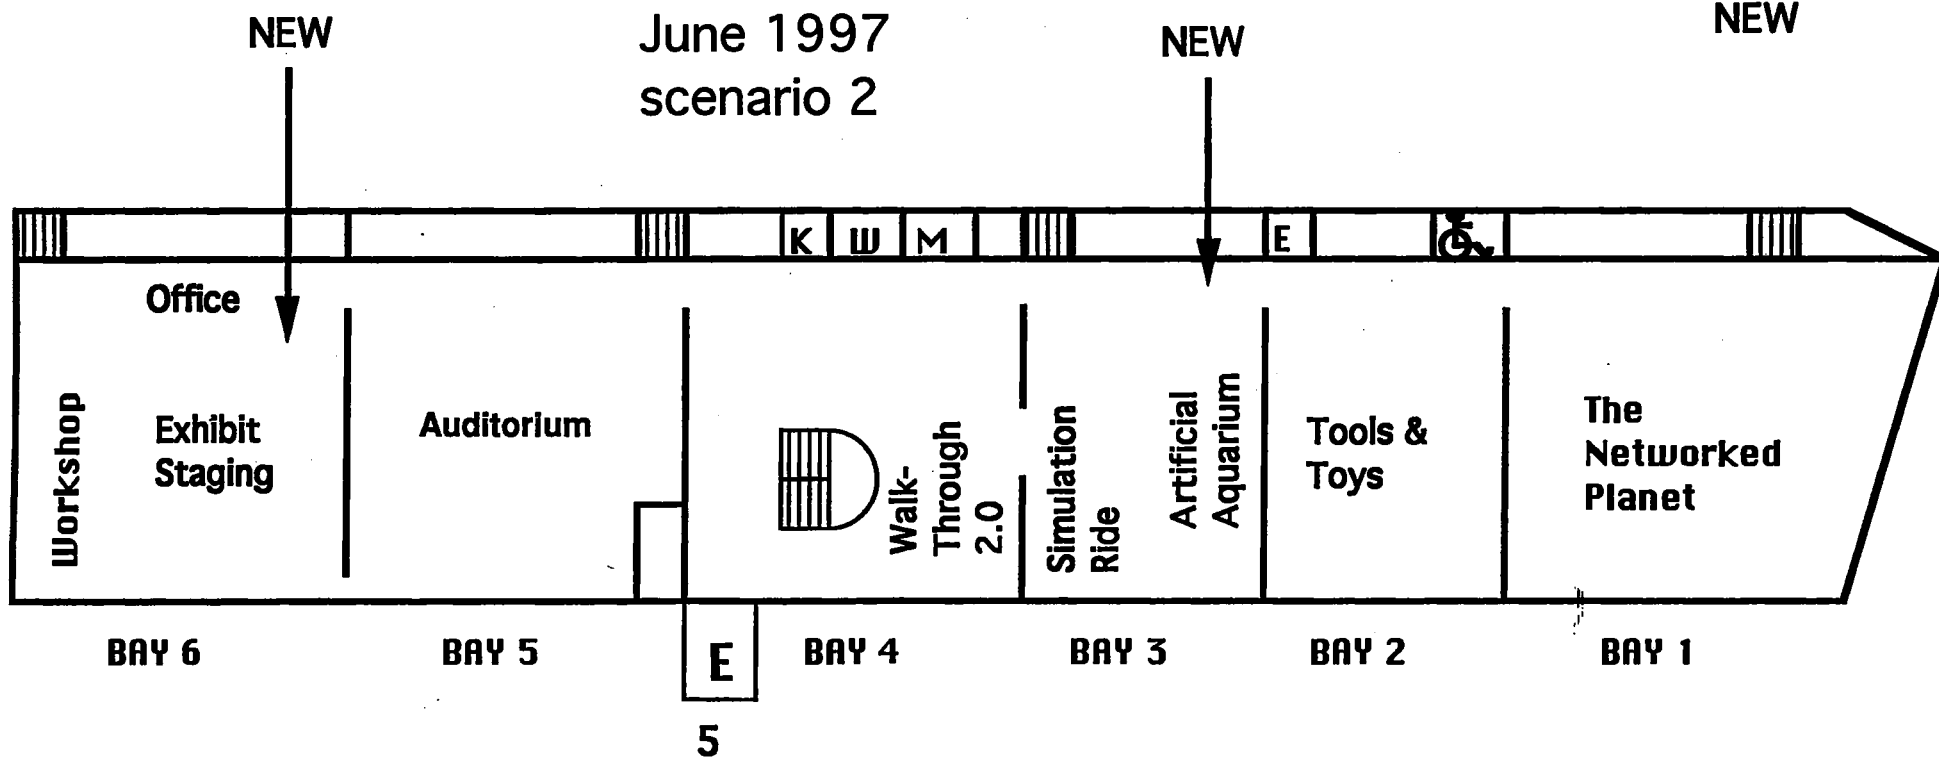 NEW
June 1997
scenario 2
NEW
NEW
K
W
M
E
Office
Workshop
Exhibit
Staging
Auditorium
Walk-
Through
2.0
Simulation
Ride
Artificial
Aquarium
Tools &
Toys
The
Networked
Planet
BAY 6
BAY 5
E
BAY 4
BAY 3
BAY 2
BAY 1
5